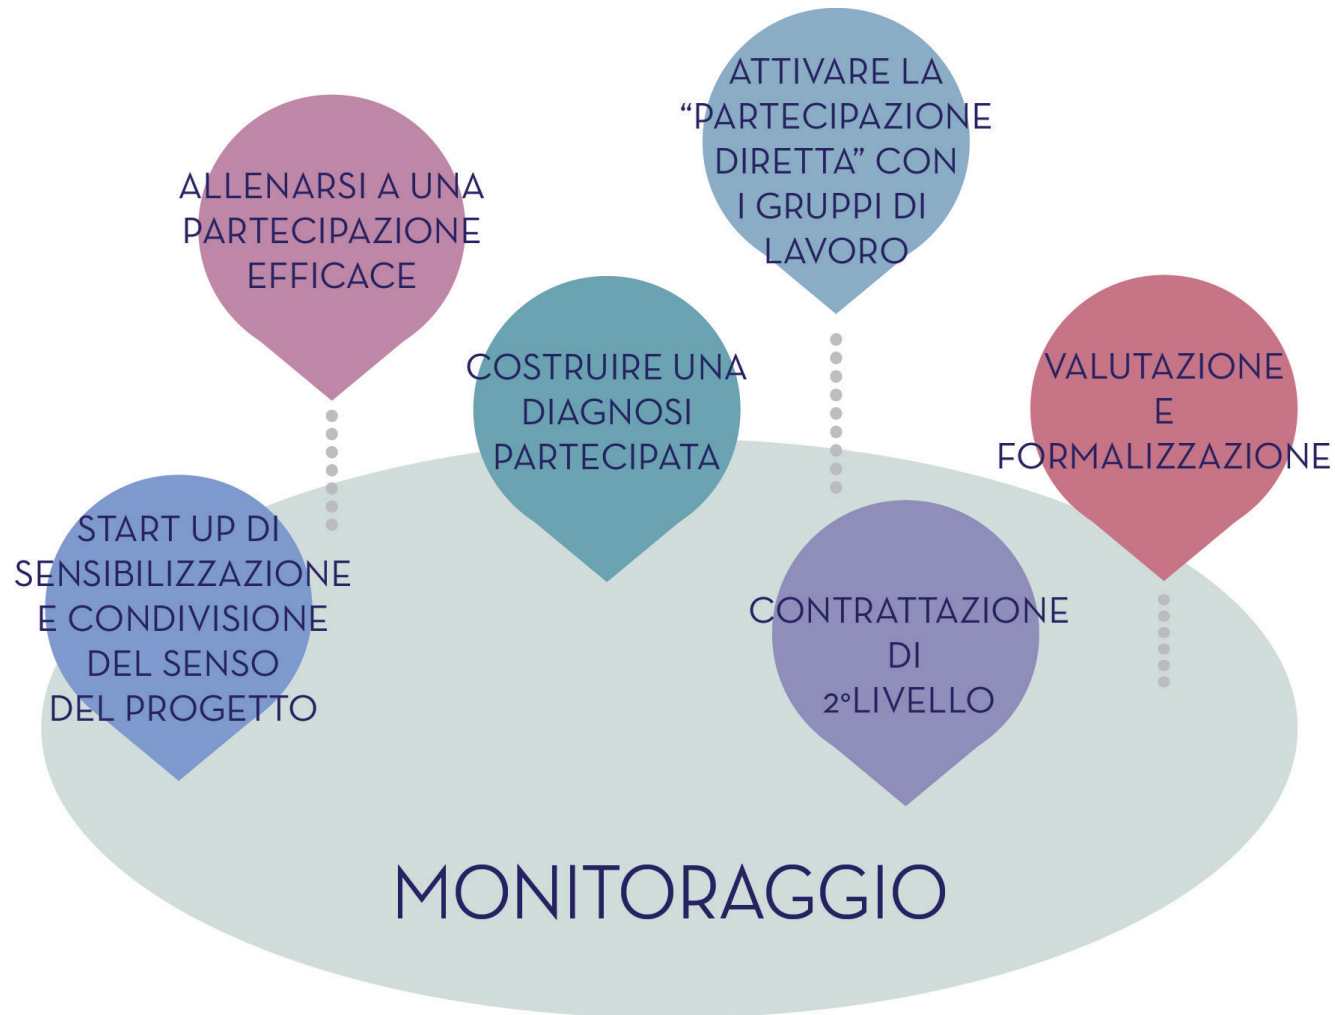 START UP DI
SENSIBILIZZAZIONE
E CONDIVISIONE
DEL SENSO
DEL PROGETTO
ALLENARSI A UNA
PARTECIPAZIONE
EFFICACE
COSTRUIRE UNA
DIAGNOSI
PARTECIPATA
ATTIVARE LA
“PARTECIPAZIONE
DIRETTA” CON
I GRUPPI DI
LAVORO
CONTRATTAZIONE
DI
2°LIVELLO
VALUTAZIONE
E
FORMALIZZAZIONE
MONITORAGGIO